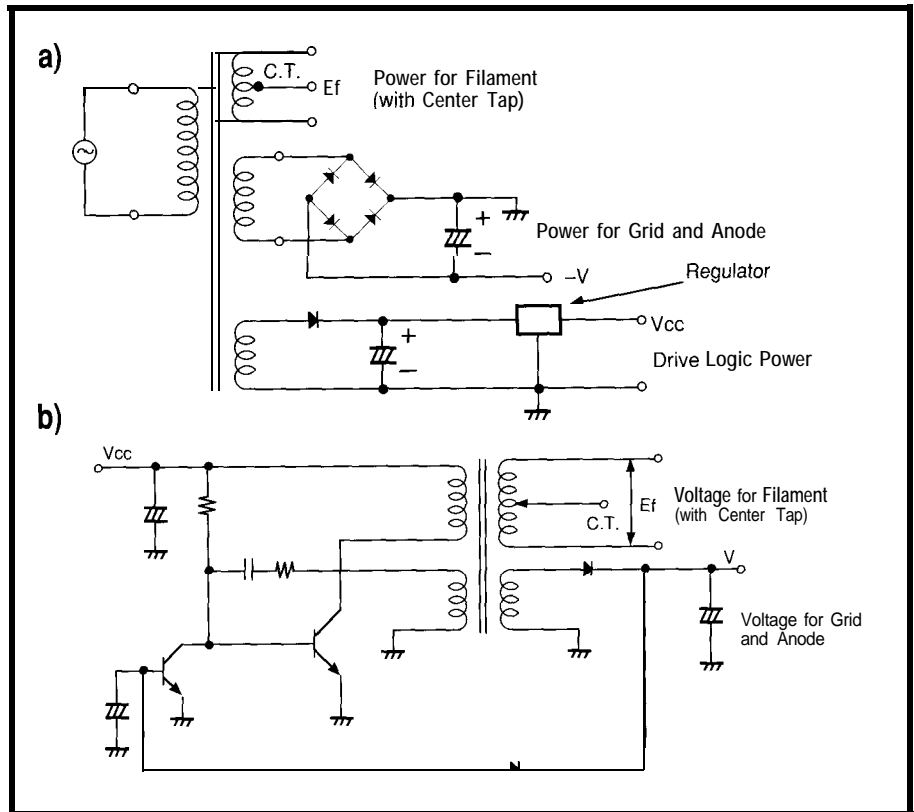 a)
C.T.
Ef
Power for Filament
(with Center Tap)
+
−
Power for Grid and Anode
−V
Regulator
+
−
Vcc
Drive Logic Power
b)
Vcc
C.T.
Ef
Voltage for Filament
(with Center Tap)
V
Voltage for Grid
and Anode